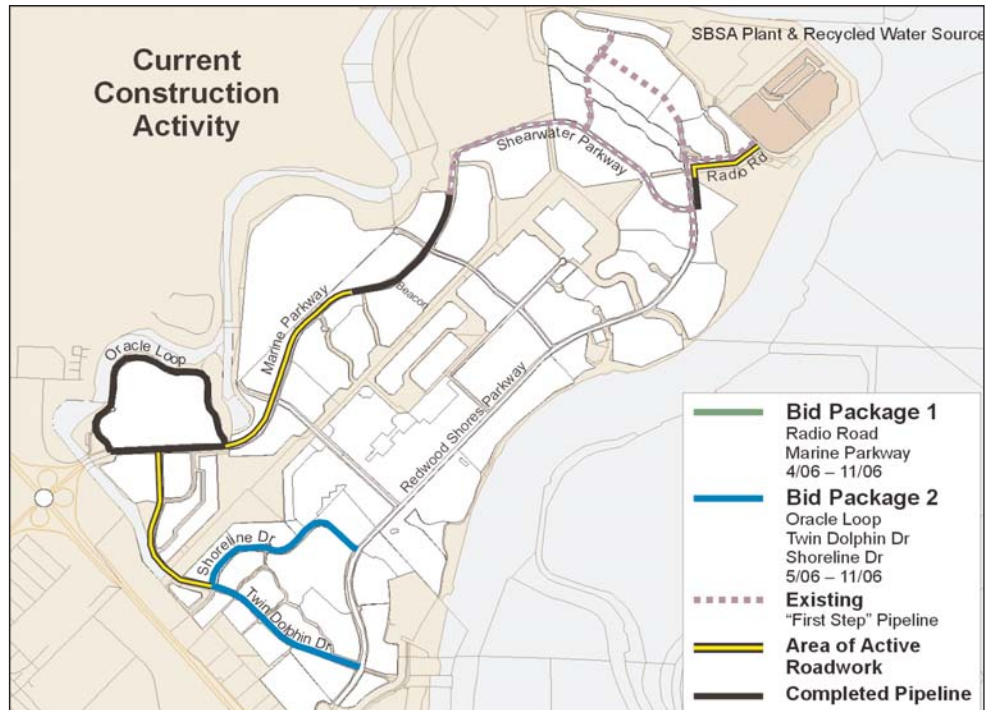 Current
Construction
Activity
SBSA Plant & Recycled Water Source
Shearwater Parkway
Radio Rd
Beacon
Marine Parkway
Oracle Loop
Redwood Shores Parkway
Shoreline Dr
Twin Dolphin Dr
Bid Package 1
Radio Road
Marine Parkway
4/06 – 11/06
Bid Package 2
Oracle Loop
Twin Dolphin Dr
Shoreline Dr
5/06 – 11/06
Existing
“First Step” Pipeline
Area of Active
Roadwork
Completed Pipeline